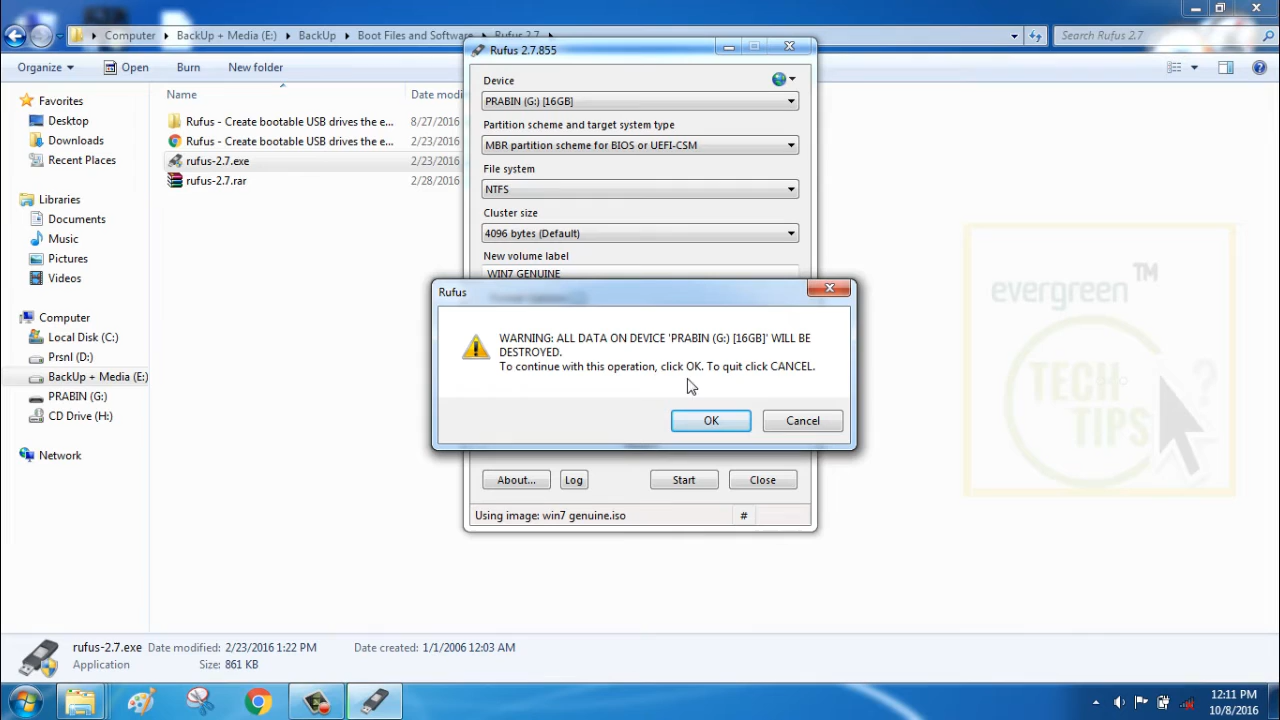 Computer BackUp + Media (E:) BackUp Boot Files and Software Rufus 2.7
Search Rufus 2.7
Organize Open Burn New folder
Favorites
Desktop
Downloads
Recent Places
Libraries
Documents
Music
Pictures
Videos
Computer
Local Disk (C:)
Prsnl (D:)
BackUp + Media (E:)
PRABIN (G:)
CD Drive (H:)
Network
Name Date modi
Rufus - Create bootable USB drives the e... 8/27/2016
Rufus - Create bootable USB drives the e... 2/23/2016
rufus-2.7.exe 2/23/2016
rufus-2.7.rar 2/28/2016
Rufus 2.7.855
Device
PRABIN (G:) [16GB]
Partition scheme and target system type
MBR partition scheme for BIOS or UEFI-CSM
File system
NTFS
Cluster size
4096 bytes (Default)
New volume label
WIN7 GENUINE
Rufus
WARNING: ALL DATA ON DEVICE 'PRABIN (G:) [16GB]' WILL BE
DESTROYED.
To continue with this operation, click OK. To quit click CANCEL.
OK Cancel
About... Log Start Close
Using image: win7 genuine.iso #
evergreen TM
TECH
TIPS
?
rufus-2.7.exe Date modified: 2/23/2016 1:22 PM Date created: 1/1/2006 12:03 AM
Application Size: 861 KB
12:11 PM
10/8/2016